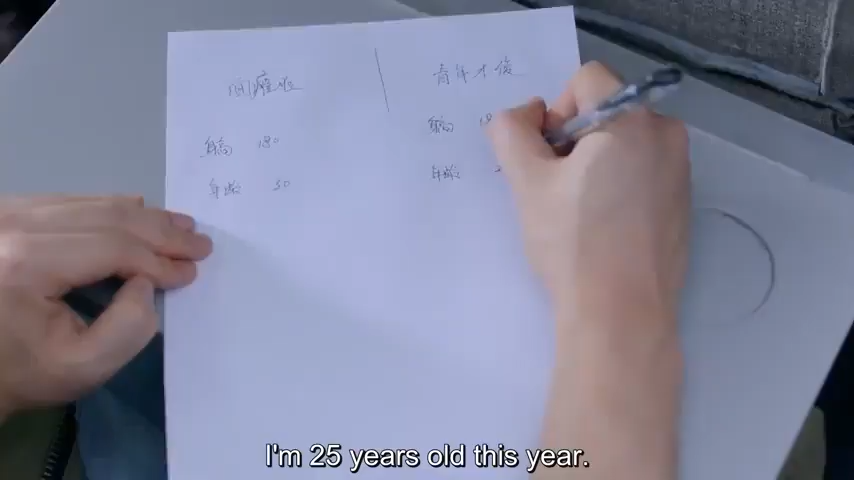 青年才俊
身高 180
身高 18
年龄 30
年龄
I'm 25 years old this year.